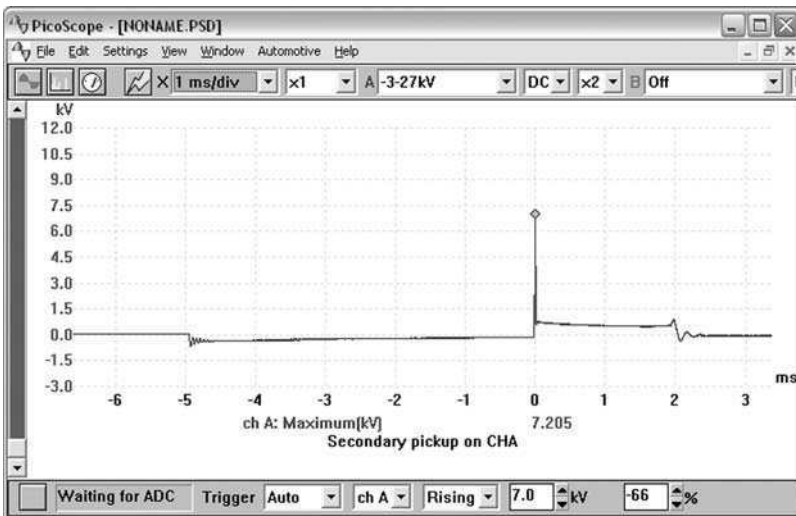 PicoScope - [NONAME.PSD]
File Edit Settings View Window Automotive Help
X 1 ms/div x1 A -3-27kV DC x2 B Off
kV
12.0
10.5
9.0
7.5
6.0
4.5
3.0
1.5
0.0
-1.5
-3.0
ms
-6 -5 -4 -3 -2 -1 0 1 2 3
ch A: Maximum(kV) 7.205
Secondary pickup on CHA
Waiting for ADC Trigger Auto ch A Rising 7.0 kV -66 %